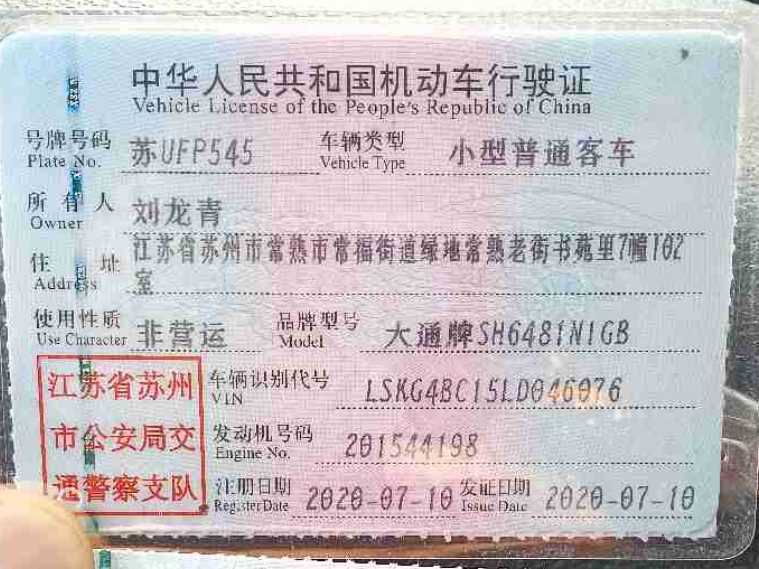 中华人民共和国机动车行驶证
Vehicle License of the People's Republic of China
号牌号码 苏UFP545 车辆类型 小型普通客车
Plate No. Vehicle Type
所有人 刘龙青
Owner
住址 江苏省苏州市常熟市常福街道绿地常熟老街书苑里7幢102
室
Address
使用性质 非营运 品牌型号 大通牌SH6481N1GB
Use Character Model
江苏省苏州 车辆识别代号 LSKG4BC15LD046076
VIN
市公安局交 发动机号码 201544198
Engine No.
通警察支队 注册日期 2020-07-10 发证日期 2020-07-10
Register Date Issue Date